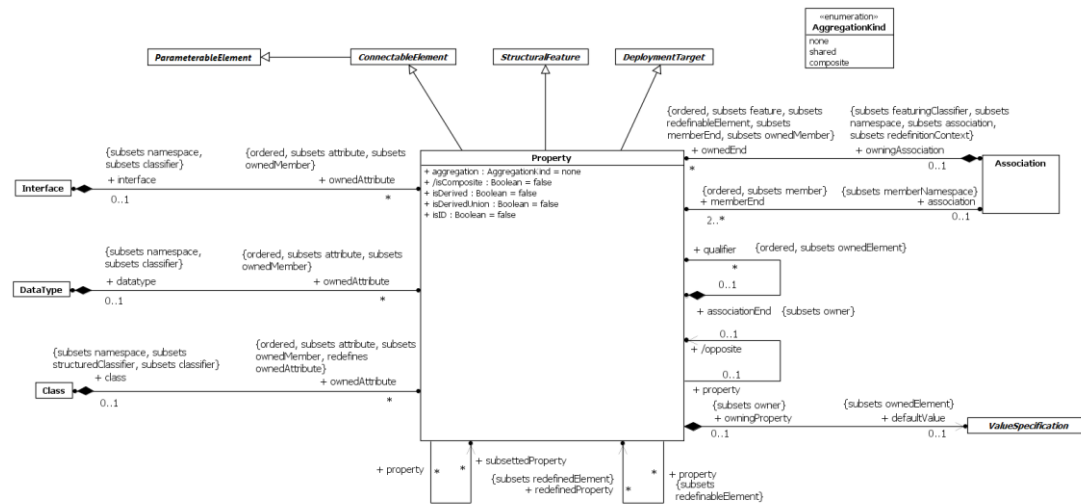 «enumeration»
AggregationKind
none
shared
composite
ParameterableElement
ConnectableElement
StructuralFeature
DeploymentTarget
{ordered, subsets feature, subsets
redefinableElement, subsets
memberEnd, subsets ownedMember}
+ ownedEnd
*
{subsets featuringClassifier, subsets
namespace, subsets association,
subsets redefinitionContext}
+ owningAssociation
0..1
Association
Property
+ aggregation : AggregationKind = none
+ /isComposite : Boolean = false
+ isDerived : Boolean = false
+ isDerivedUnion : Boolean = false
+ isID : Boolean = false
{subsets namespace,
subsets classifier}
+ interface
0..1
Interface
{ordered, subsets attribute, subsets
ownedMember}
+ ownedAttribute
*
{ordered, subsets member}
+ memberEnd
2..*
{subsets memberNamespace}
+ association
0..1
+ qualifier
{ordered, subsets ownedElement}
*
0..1
+ associationEnd
{subsets owner}
{subsets namespace,
subsets classifier}
+ datatype
0..1
DataType
{ordered, subsets attribute, subsets
ownedMember}
+ ownedAttribute
*
0..1
+ /opposite
0..1
+ property
{subsets namespace, subsets
structuredClassifier, subsets classifier}
+ class
0..1
Class
{ordered, subsets attribute, subsets
ownedMember, redefines
ownedAttribute}
+ ownedAttribute
*
{subsets owner}
+ owningProperty
0..1
{subsets ownedElement}
+ defaultValue
0..1
ValueSpecification
+ property
*
*
+ subsettedProperty
{subsets redefinedElement}
+ redefinedProperty
*
*
+ property
{subsets
redefinableElement}